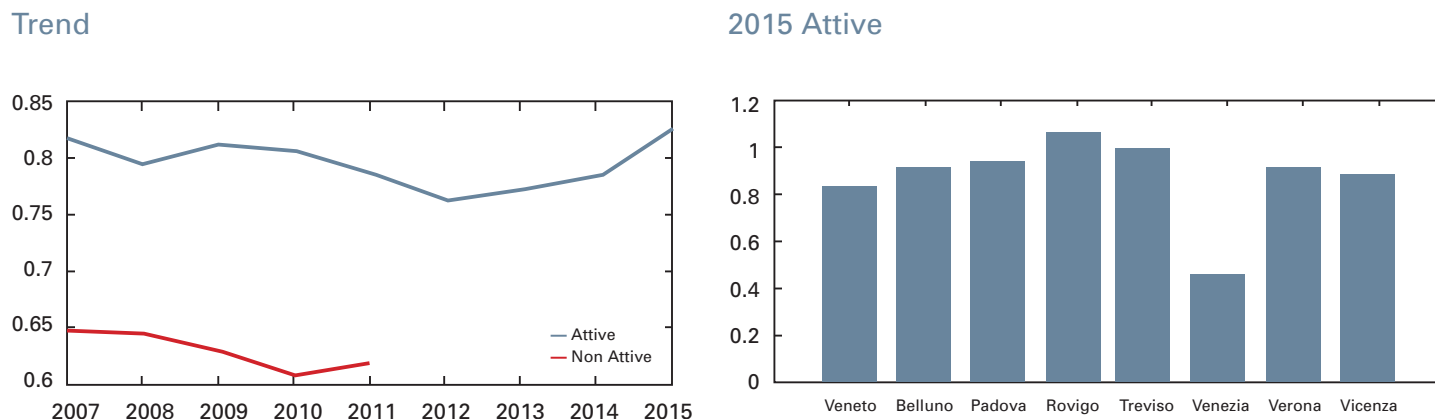 Trend
0.85
0.8
0.75
0.7
0.65
0.6
Attive
Non Attive
2007 2008 2009 2010 2011 2012 2013 2014 2015
2015 Attive
1.2
1
0.8
0.6
0.4
0.2
0
Veneto Belluno Padova Rovigo Treviso Venezia Verona Vicenza